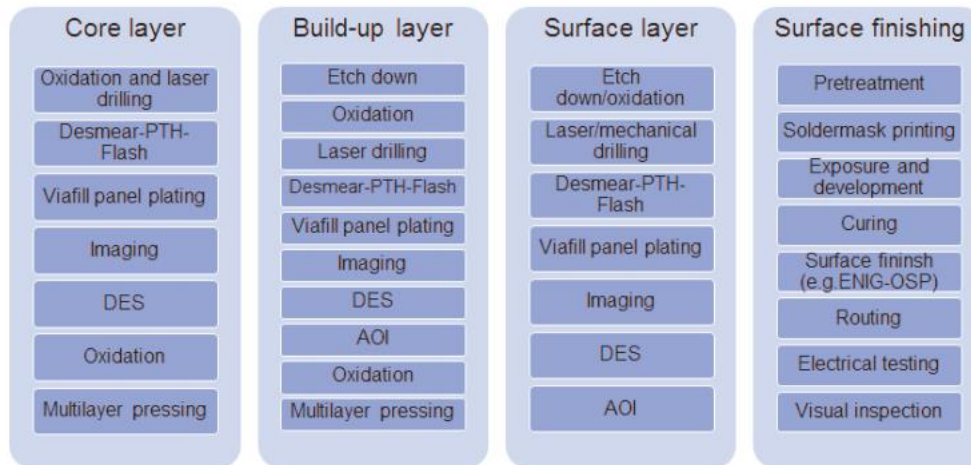 Core layer
Oxidation and laser
drilling
Desmear-PTH-
Flash
Viafill panel plating
Imaging
DES
Oxidation
Multilayer pressing
Build-up layer
Etch down
Oxidation
Laser drilling
Desmear-PTH-Flash
Viafill panel plating
Imaging
DES
AOI
Oxidation
Multilayer pressing
Surface layer
Etch
down/oxidation
Laser/mechanical
drilling
Desmear-PTH-
Flash
Viafill panel plating
Imaging
DES
AOI
Surface finishing
Pretreatment
Soldermask printing
Exposure and
development
Curing
Surface fininsh
(e.g.ENIG-OSP)
Routing
Electrical testing
Visual inspection